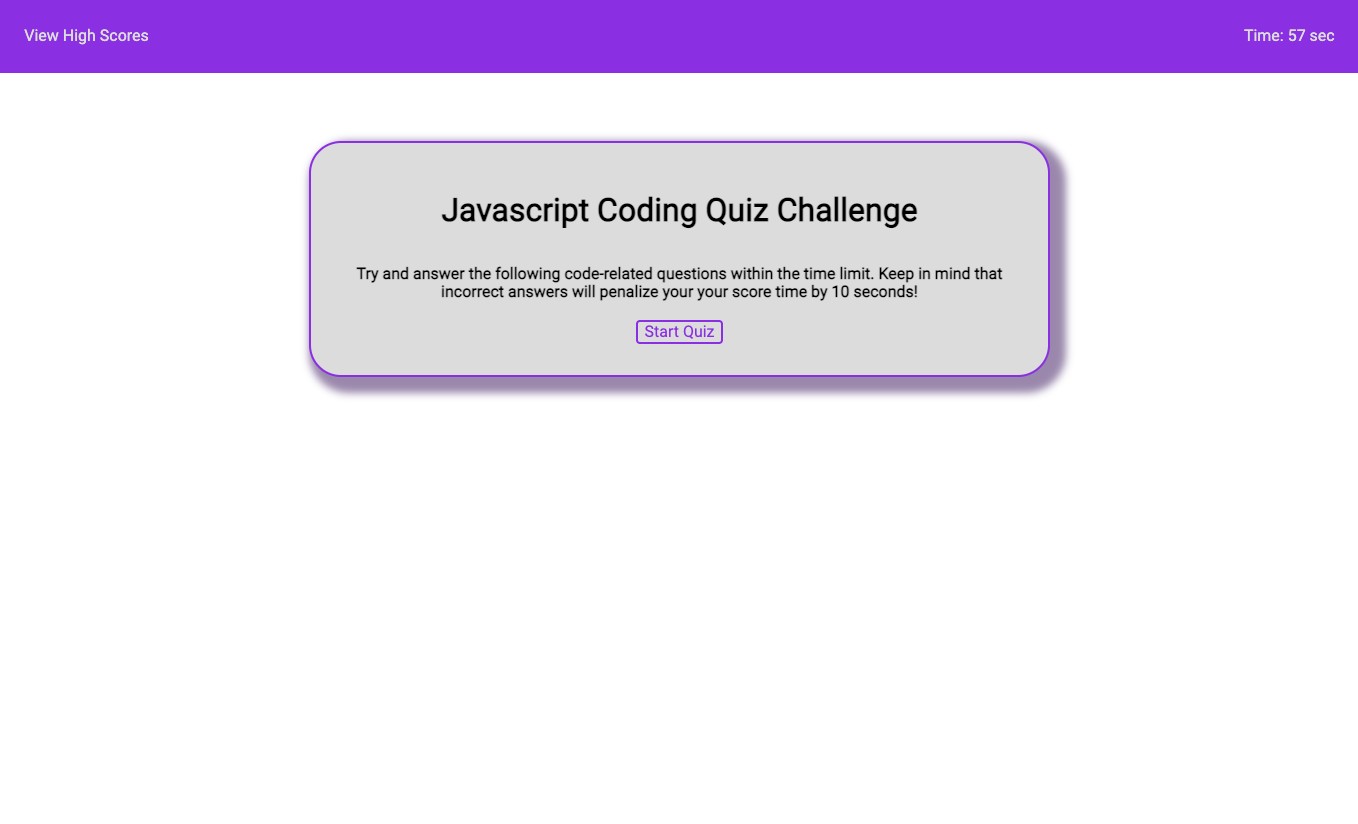 View High Scores
Time: 57 sec
Javascript Coding Quiz Challenge
Try and answer the following code-related questions within the time limit. Keep in mind that
incorrect answers will penalize your your score time by 10 seconds!
Start Quiz